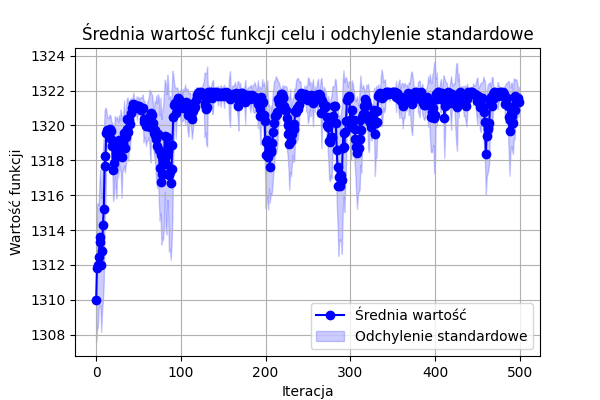 Średnia wartość funkcji celu i odchylenie standardowe
Wartość funkcji
1324
1322
1320
1318
1316
1314
1312
1310
1308
Średnia wartość
Odchylenie standardowe
0 100 200 300 400 500
Iteracja